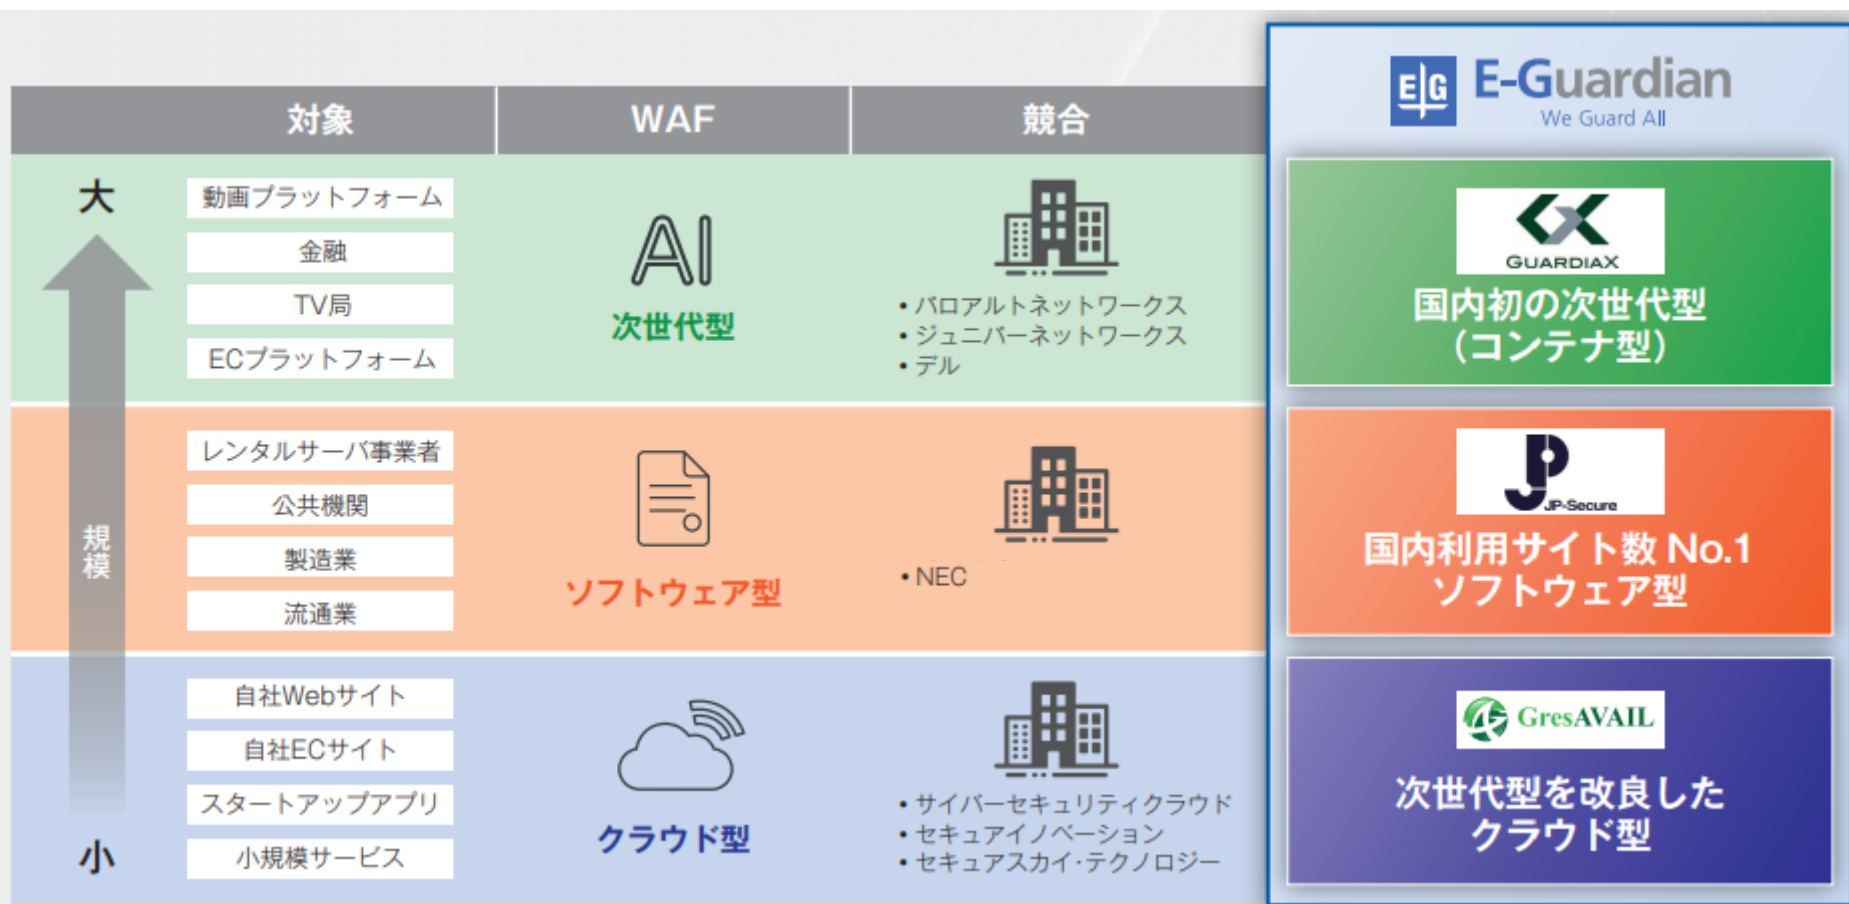 対象
WAF
競合
EG E-Guardian
We Guard All
大
動画プラットフォーム
金融
TV局
ECプラットフォーム
AI
次世代型
• パロアルトネットワークス
• ジュニパーネットワークス
• デル
GUARDIAX
国内初の次世代型
（コンテナ型）
規模
レンタルサーバ事業者
公共機関
製造業
流通業
ソフトウェア型
• NEC
JP-Secure
国内利用サイト数 No.1
ソフトウェア型
自社Webサイト
自社ECサイト
スタートアップアプリ
小規模サービス
小
クラウド型
• サイバーセキュリティクラウド
• セキュアイノベーション
• セキュアスカイ・テクノロジー
GresAVAIL
次世代型を改良した
クラウド型